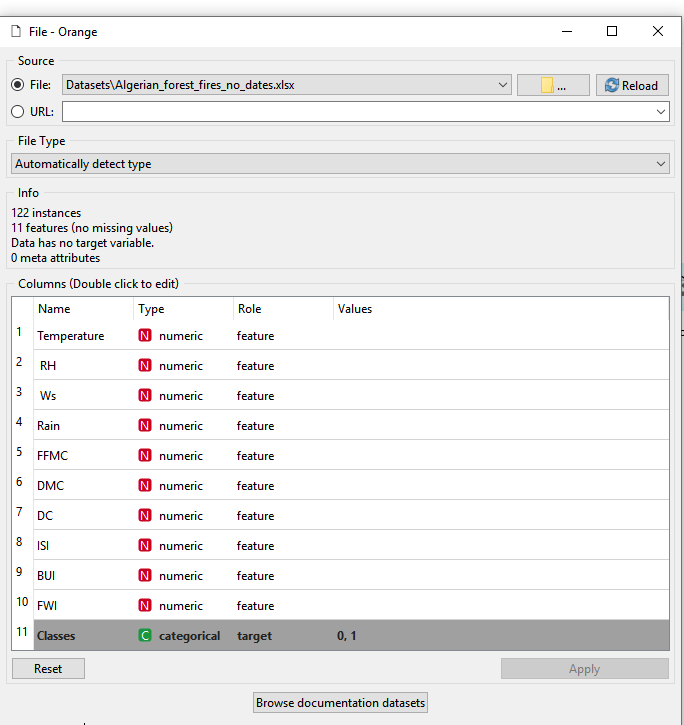 File - Orange
Source
File: Datasets\Algerian_forest_fires_no_dates.xlsx ... Reload
URL:
File Type
Automatically detect type
Info
122 instances
11 features (no missing values)
Data has no target variable.
0 meta attributes
Columns (Double click to edit)
Name Type Role Values
1 Temperature N numeric feature
2 RH N numeric feature
3 Ws N numeric feature
4 Rain N numeric feature
5 FFMC N numeric feature
6 DMC N numeric feature
7 DC N numeric feature
8 ISI N numeric feature
9 BUI N numeric feature
10 FWI N numeric feature
11 Classes C categorical target 0, 1
Reset Apply
Browse documentation datasets